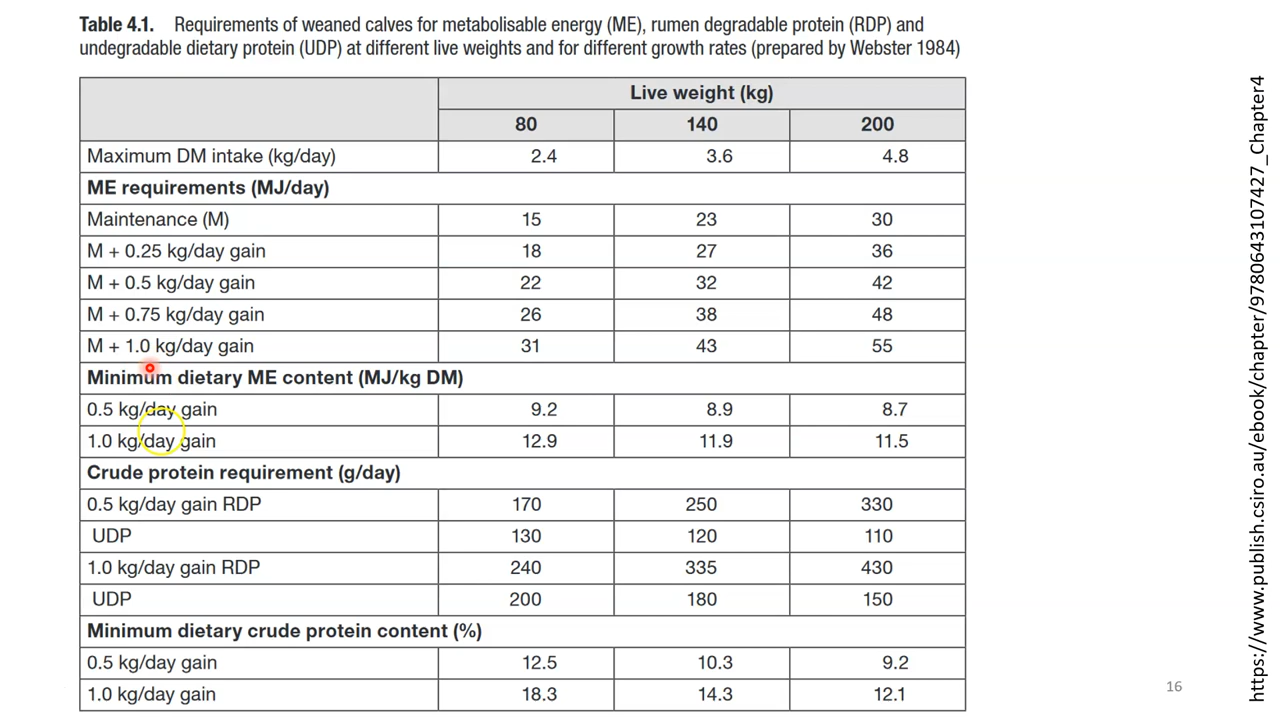 Table 4.1. Requirements of weaned calves for metabolisable energy (ME), rumen degradable protein (RDP) and
undegradable dietary protein (UDP) at different live weights and for different growth rates (prepared by Webster 1984)
Live weight (kg)
80 140 200
Maximum DM intake (kg/day) 2.4 3.6 4.8
ME requirements (MJ/day)
Maintenance (M) 15 23 30
M + 0.25 kg/day gain 18 27 36
M + 0.5 kg/day gain 22 32 42
M + 0.75 kg/day gain 26 38 48
M + 1.0 kg/day gain 31 43 55
Minimum dietary ME content (MJ/kg DM)
0.5 kg/day gain 9.2 8.9 8.7
1.0 kg/day gain 12.9 11.9 11.5
Crude protein requirement (g/day)
0.5 kg/day gain RDP 170 250 330
UDP 130 120 110
1.0 kg/day gain RDP 240 335 430
UDP 200 180 150
Minimum dietary crude protein content (%)
0.5 kg/day gain 12.5 10.3 9.2
1.0 kg/day gain 18.3 14.3 12.1
16
https://www.publish.csiro.au/ebook/chapter/9780643107427_Chapter4